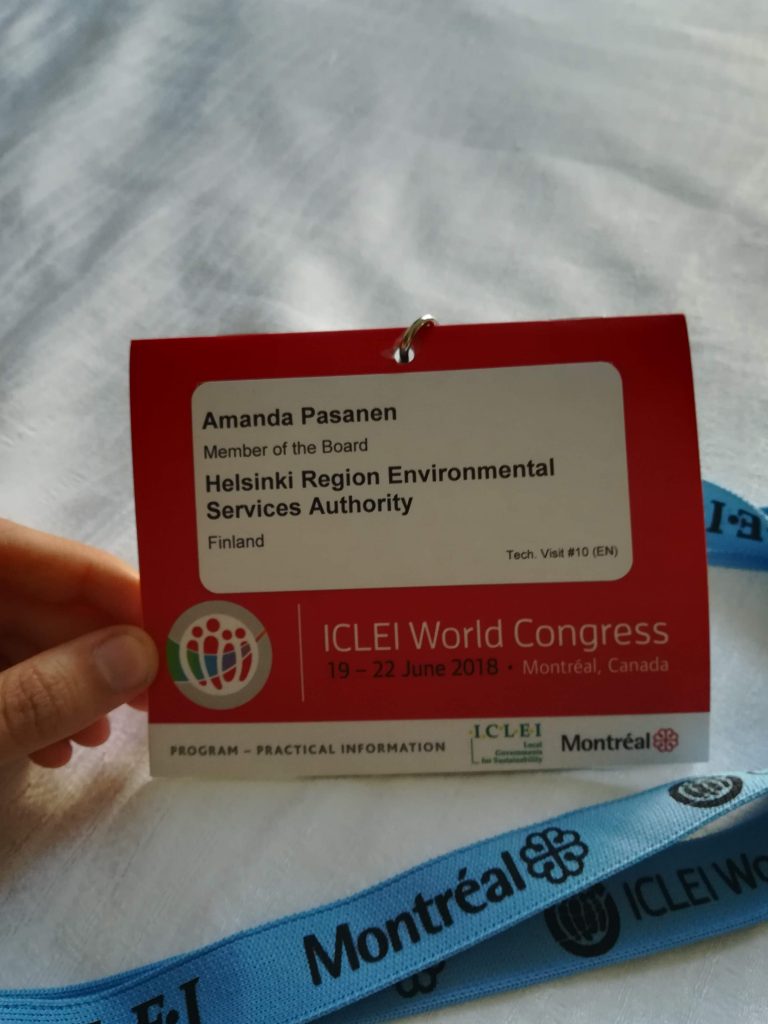 Amanda Pasanen
Member of the Board
Helsinki Region Environmental
Services Authority
Finland
Tech. Visit #10 (EN)
ICLEI World Congress
19 – 22 June 2018 • Montréal, Canada
PROGRAM – PRACTICAL INFORMATION
I.C.L.E.I
Local
Governments
for Sustainability
Montréal
Montréal
ICLEI